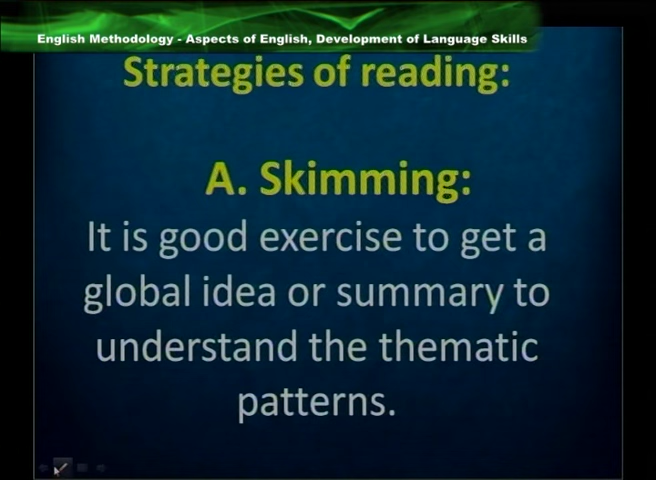 English Methodology - Aspects of English, Development of Language Skills
Strategies of reading:
A. Skimming:
It is good exercise to get a
global idea or summary to
understand the thematic
patterns.